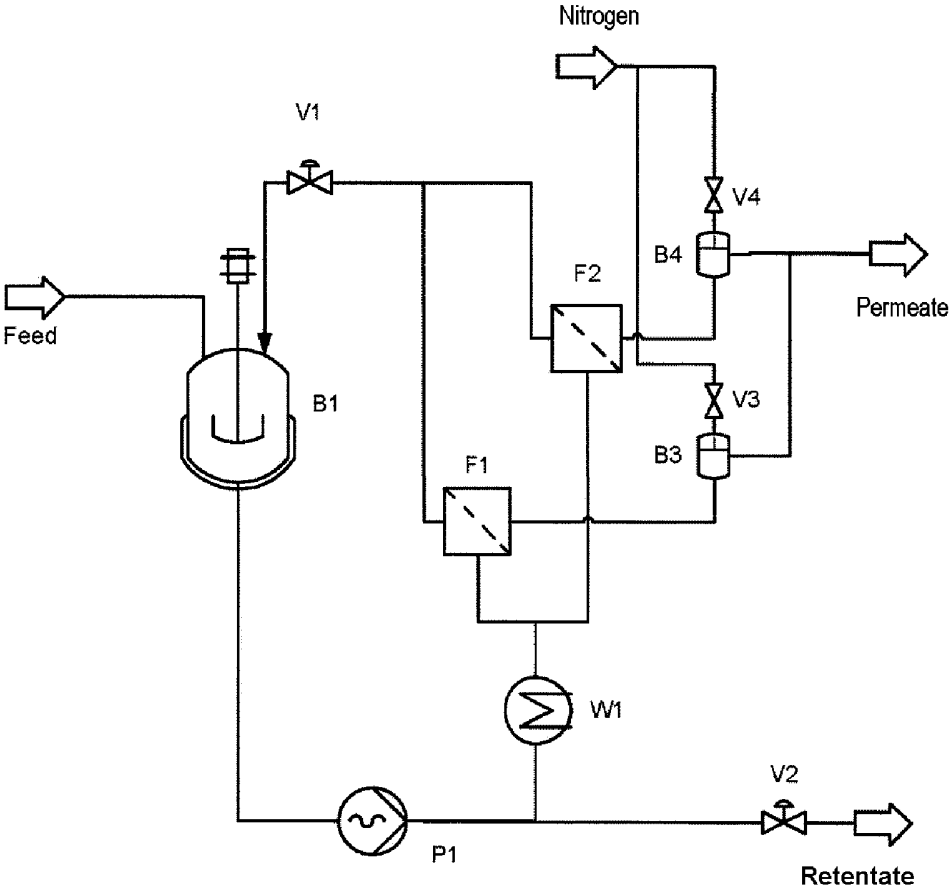 Nitrogen
V1
V4
B4
F2
Feed
Permeate
B1
V3
B3
F1
W1
V2
P1
Retentate